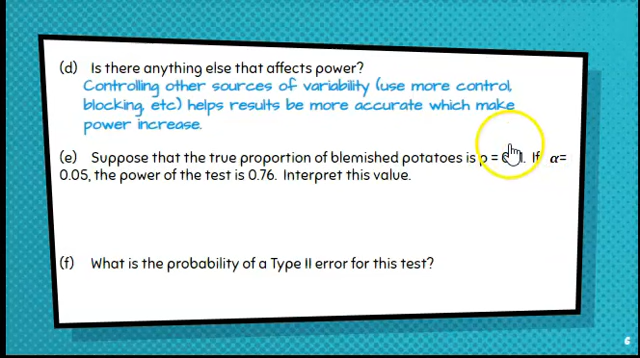 (d) Is there anything else that affects power?
Controlling other sources of variability (use more control,
blocking, etc) helps results be more accurate which make
power increase.
(e) Suppose that the true proportion of blemished potatoes is p = If α=
0.05, the power of the test is 0.76. Interpret this value.
(f) What is the probability of a Type II error for this test?
6